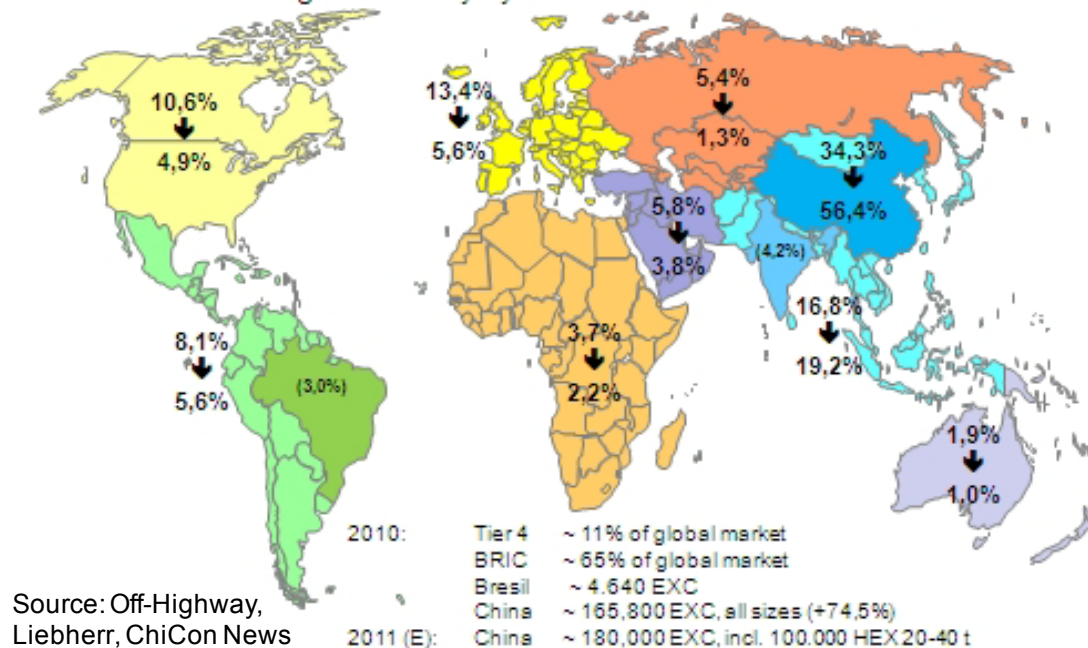 10,6%
4,9%
13,4%
5,6%
5,4%
1,3%
34,3%
56,4%
5,8%
3,8%
(4,2%)
16,8%
19,2%
3,7%
2,2%
8,1%
5,6%
(3,0%)
1,9%
1,0%
2010: Tier 4 ~ 11% of global market
BRIC ~ 65% of global market
Bresil ~ 4.640 EXC
China ~ 165,800 EXC, all sizes (+74,5%)
2011 (E): China ~ 180,000 EXC, incl. 100.000 HEX 20-40 t
Source: Off-Highway,
Liebherr, ChiCon News